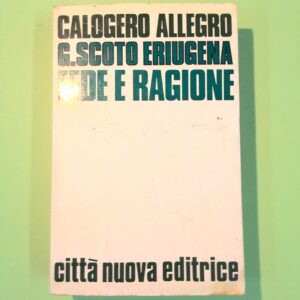 CALOGERO ALLEGRO
G. SCOTO ERIUGENA
FEDE E RAGIONE
città nuova editrice